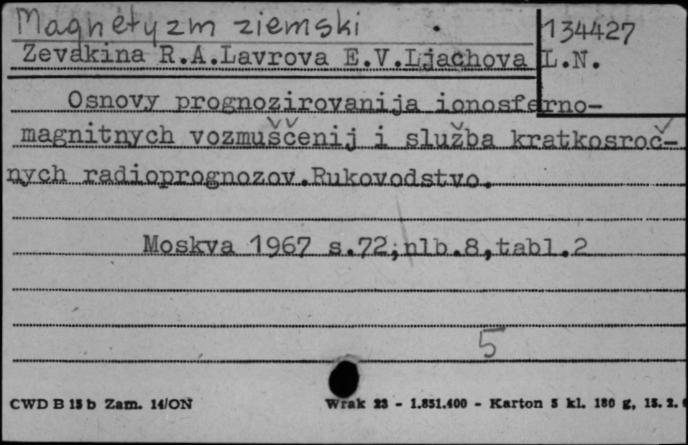 Magnetyzm ziemski
134427
Zevakina R.A.Lavrova E.V.Ljachova L.N.
Osnovy prognozirovanija ionosferno-
magnitnych vozmuščenij i služba kratkosroč-
nych radioprognozov.Rukovodstvo.
Moskva 1967 s.72,nlb.8,tabl.2
5
CWD B 15 b Zam. 14/ON
Wrak 23 - 1.851.400 - Karton 5 kl. 180 g, 15. 2.